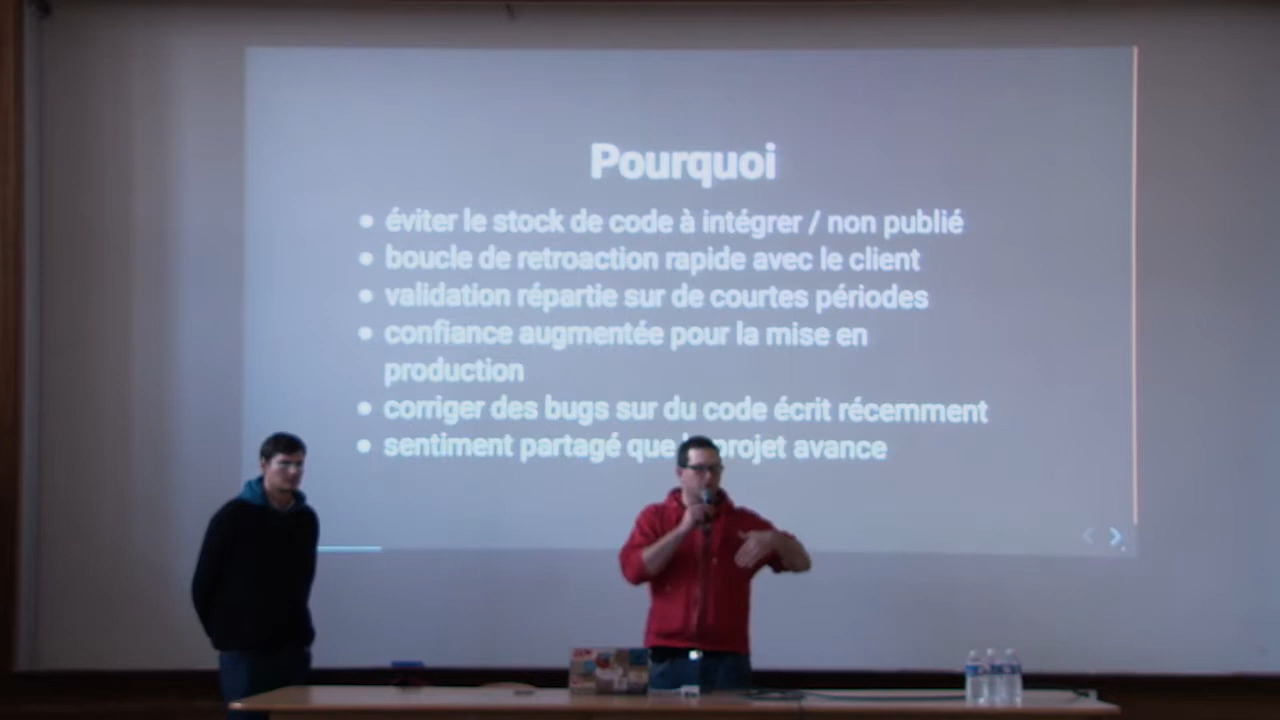 Pourquoi
• éviter le stock de code à intégrer / non publié
• boucle de retroaction rapide avec le client
• validation répartie sur de courtes périodes
• confiance augmentée pour la mise en
production
• corriger des bugs sur du code écrit récemment
• sentiment partagé que projet avance